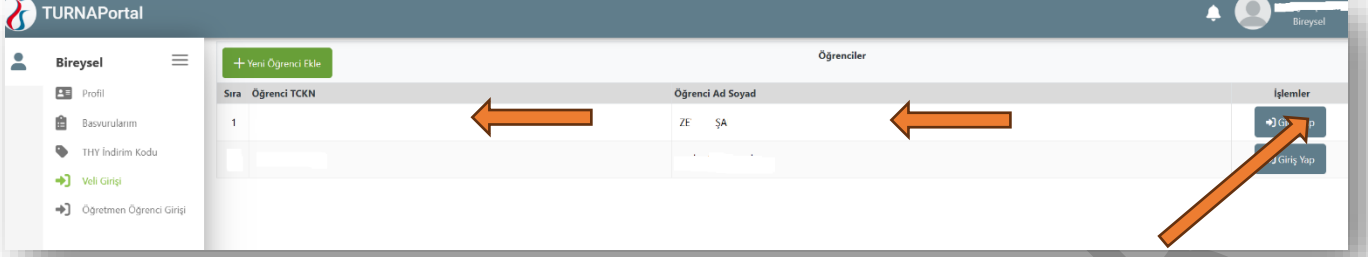 TURNAPortal
Bireysel
Bireysel
+ Yeni Öğrenci Ekle
Öğrenciler
Profil
Sıra Öğrenci TCKN Öğrenci Ad Soyad İşlemler
Basvurularım
1 ZE ŞA
THY İndirim Kodu
Giriş Yap
Veli Girişi
Öğretmen Öğrenci Girişi